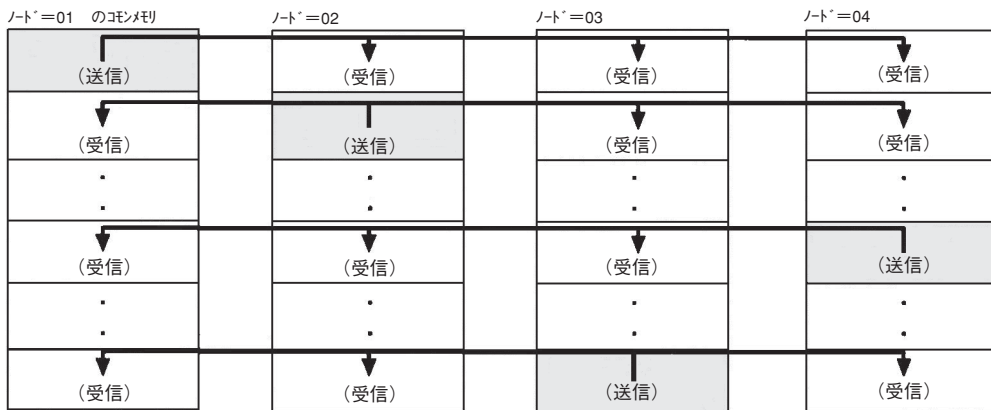 ﾉｰﾄﾞ＝01　のｺﾓﾝﾒﾓﾘ　ﾉｰﾄﾞ＝02　ﾉｰﾄﾞ＝03　ﾉｰﾄﾞ＝04
（送信）　（受信）　（受信）　（受信）
（受信）　（送信）　（受信）　（受信）
（受信）　（受信）　（受信）　（送信）
（受信）　（受信）　（送信）　（受信）